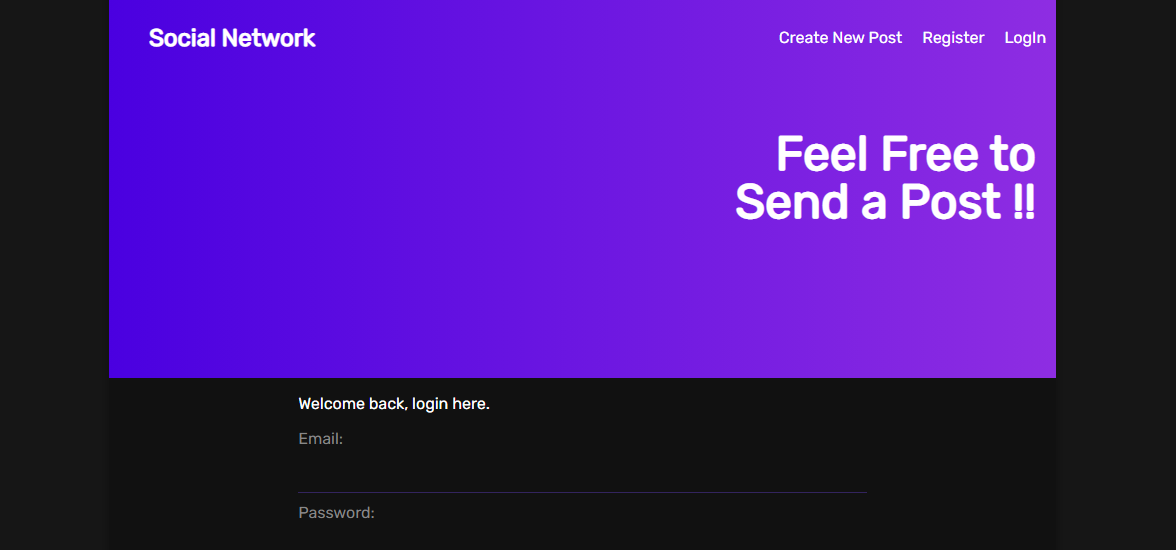 Social Network
Create New Post Register LogIn
Feel Free to
Send a Post !!
Welcome back, login here.
Email:
Password: